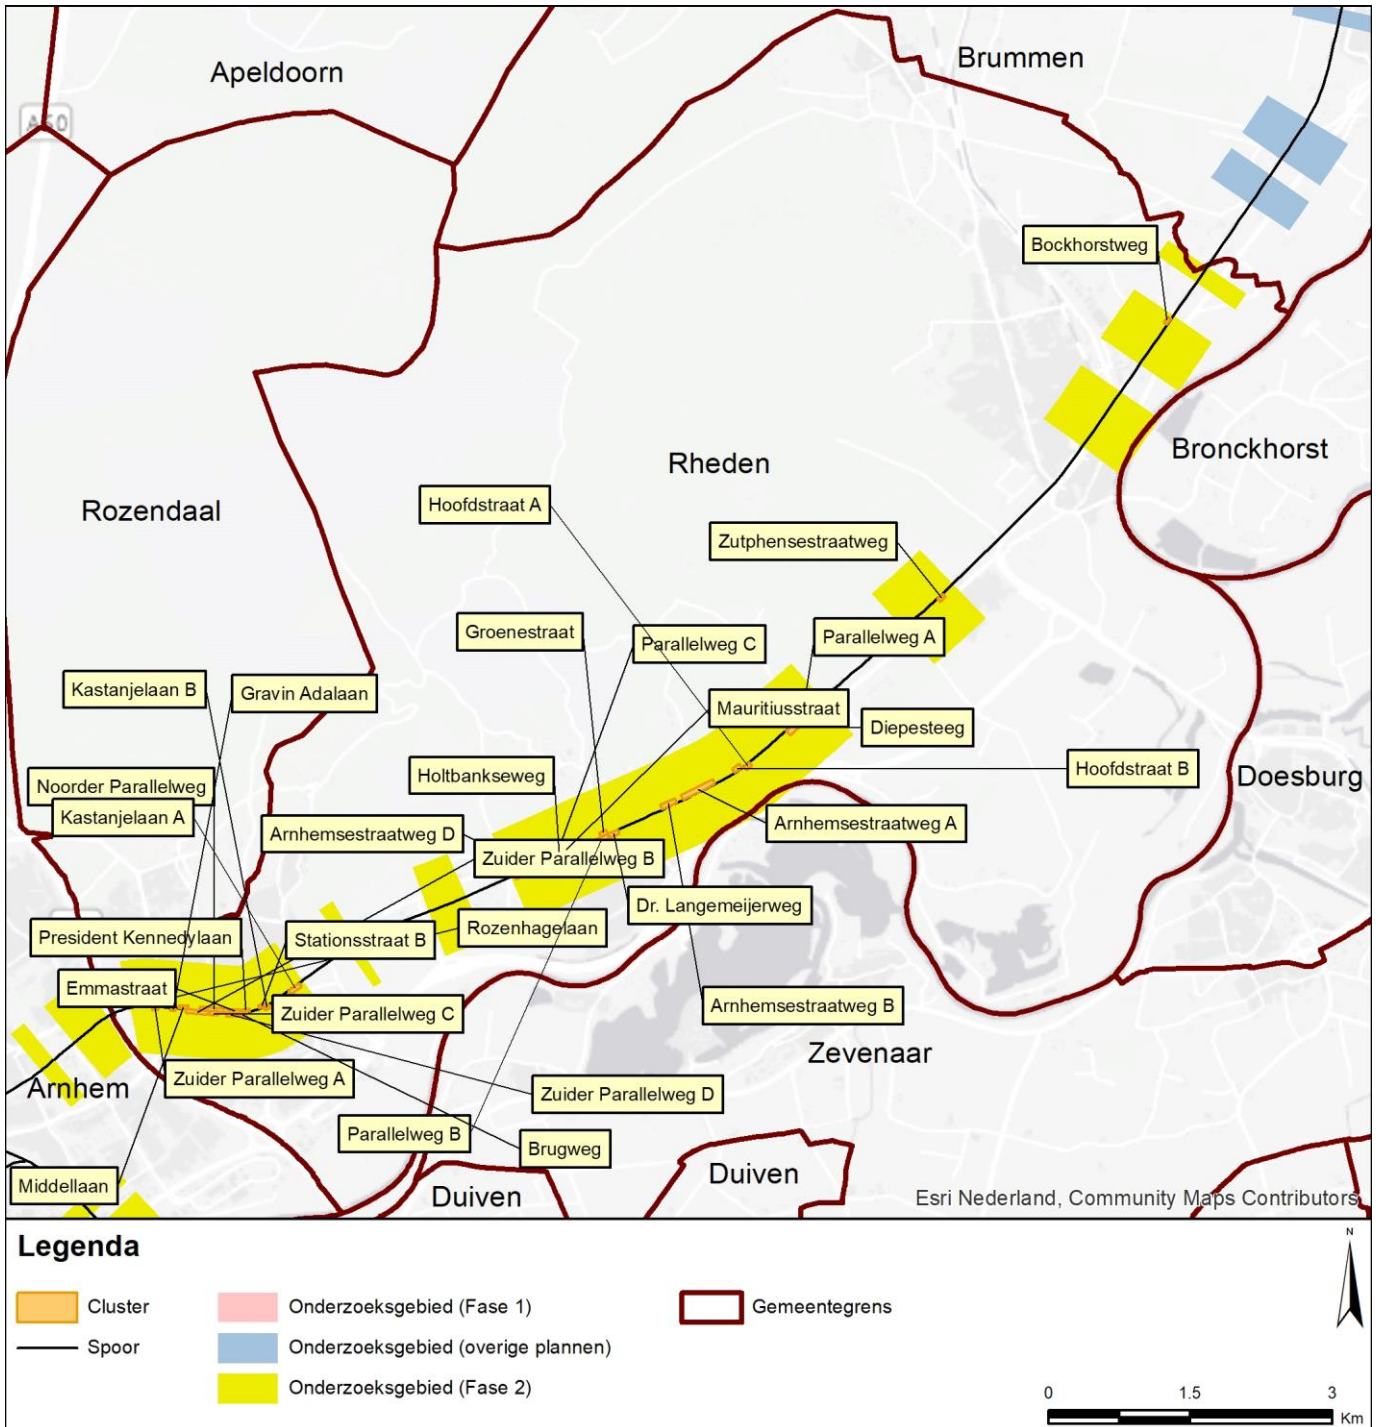 Apeldoorn
Brummen
A50
Bockhorstweg
Bronckhorst
Rheden
Rozendaal
Hoofdstraat A
Zutphensestraatweg
Groenestraat
Parallelweg C
Parallelweg A
Kastanjelaan B
Gravin Adalaan
Mauritiusstraat
Diepesteeg
Hoofdstraat B
Doesburg
Holtbankseweg
Noorder Parallelweg
Kastanjelaan A
Arnhemsestraatweg D
Arnhemsestraatweg A
Zuider Parallelweg B
Dr. Langemeijerweg
Rozenhagelaan
President Kennedylaan
Stationsstraat B
Emmastraat
Arnhemsestraatweg B
Zuider Parallelweg C
Zevenaar
Arnhem
Zuider Parallelweg A
Zuider Parallelweg D
Parallelweg B
Brugweg
Middellaan
Duiven
Duiven
Esri Nederland, Community Maps Contributors
Legenda
N
Cluster
Onderzoeksgebied (Fase 1)
Gemeentegrens
Spoor
Onderzoeksgebied (overige plannen)
Onderzoeksgebied (Fase 2)
0 1.5 3
Km